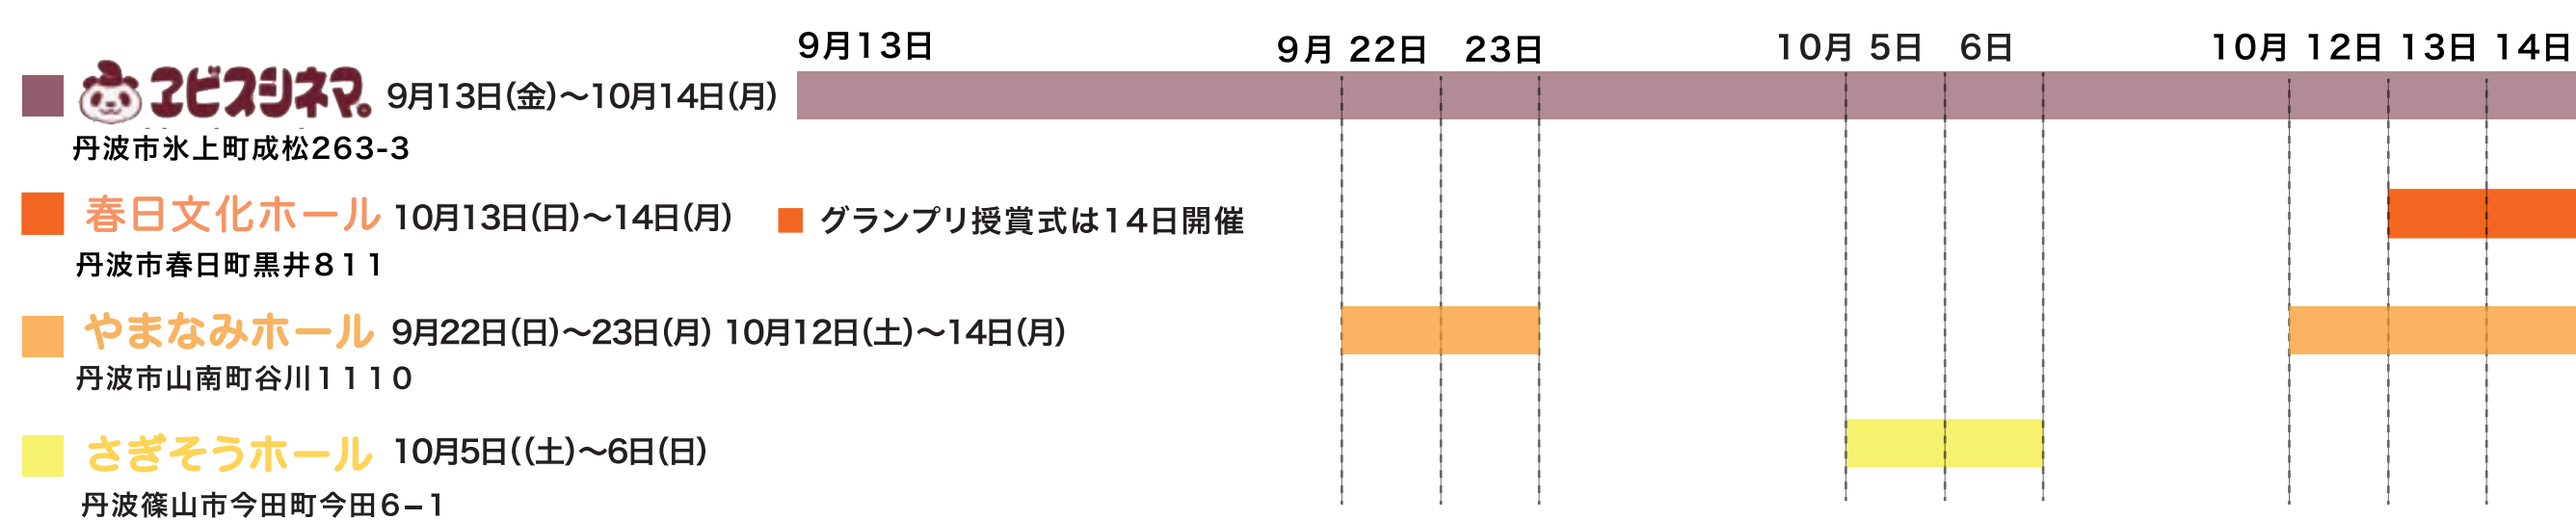 9月13日
9月 22日 23日
10月 5日 6日
10月 12日 13日 14日
ヱビスシネマ。 9月13日(金)〜10月14日(月)
丹波市氷上町成松263-3
春日文化ホール 10月13日(日)〜14日(月) グランプリ授賞式は14日開催
丹波市春日町黒井811
やまなみホール 9月22日(日)〜23日(月) 10月12日(土)〜14日(月)
丹波市山南町谷川1110
さぎそうホール 10月5日((土)〜6日(日)
丹波篠山市今田町今田6−1